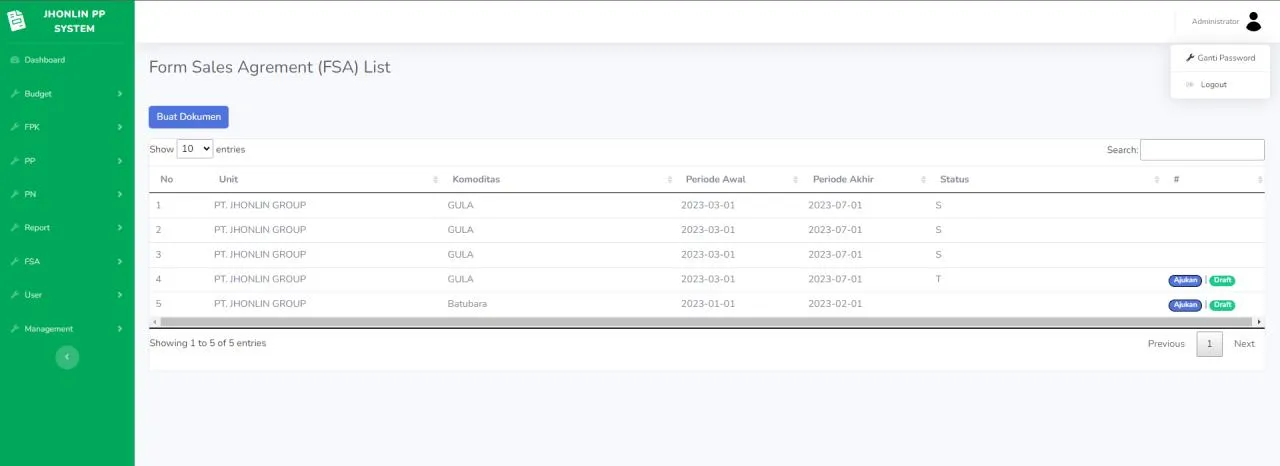 JHONLIN PP
SYSTEM
Dashboard
Budget
FPK
PP
PN
Report
FSA
User
Management
Administrator
Ganti Password
Logout
Form Sales Agrement (FSA) List
Buat Dokumen
Show 10 entries
Search:
No Unit Komoditas Periode Awal Periode Akhir Status #
1 PT. JHONLIN GROUP GULA 2023-03-01 2023-07-01 S
2 PT. JHONLIN GROUP GULA 2023-03-01 2023-07-01 S
3 PT. JHONLIN GROUP GULA 2023-03-01 2023-07-01 S
4 PT. JHONLIN GROUP GULA 2023-03-01 2023-07-01 T Ajukan | Draft
5 PT. JHONLIN GROUP Batubara 2023-01-01 2023-02-01 Ajukan | Draft
Showing 1 to 5 of 5 entries
Previous 1 Next